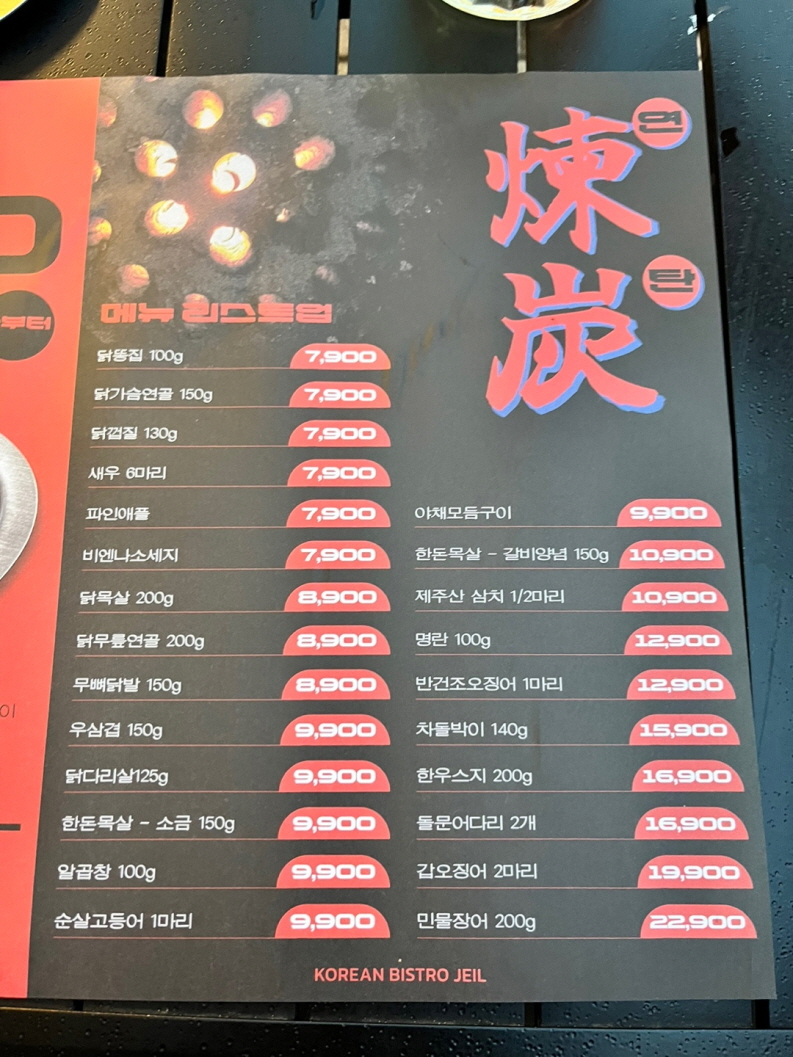 부터
이
煉 연
炭 탄
메뉴 리스트업
닭똥집 100g 7,900
닭가슴연골 150g 7,900
닭껍질 130g 7,900
새우 6마리 7,900
파인애플 7,900
비엔나소세지 7,900
닭목살 200g 8,900
닭무릎연골 200g 8,900
무뼈닭발 150g 8,900
우삼겹 150g 9,900
닭다리살125g 9,900
한돈목살 - 소금 150g 9,900
알곱창 100g 9,900
순살고등어 1마리 9,900
야채모듬구이 9,900
한돈목살 - 갈비양념 150g 10,900
제주산 삼치 1/2마리 10,900
명란 100g 12,900
반건조오징어 1마리 12,900
차돌박이 140g 15,900
한우스지 200g 16,900
돌문어다리 2개 16,900
갑오징어 2마리 19,900
민물장어 200g 22,900
KOREAN BISTRO JEIL